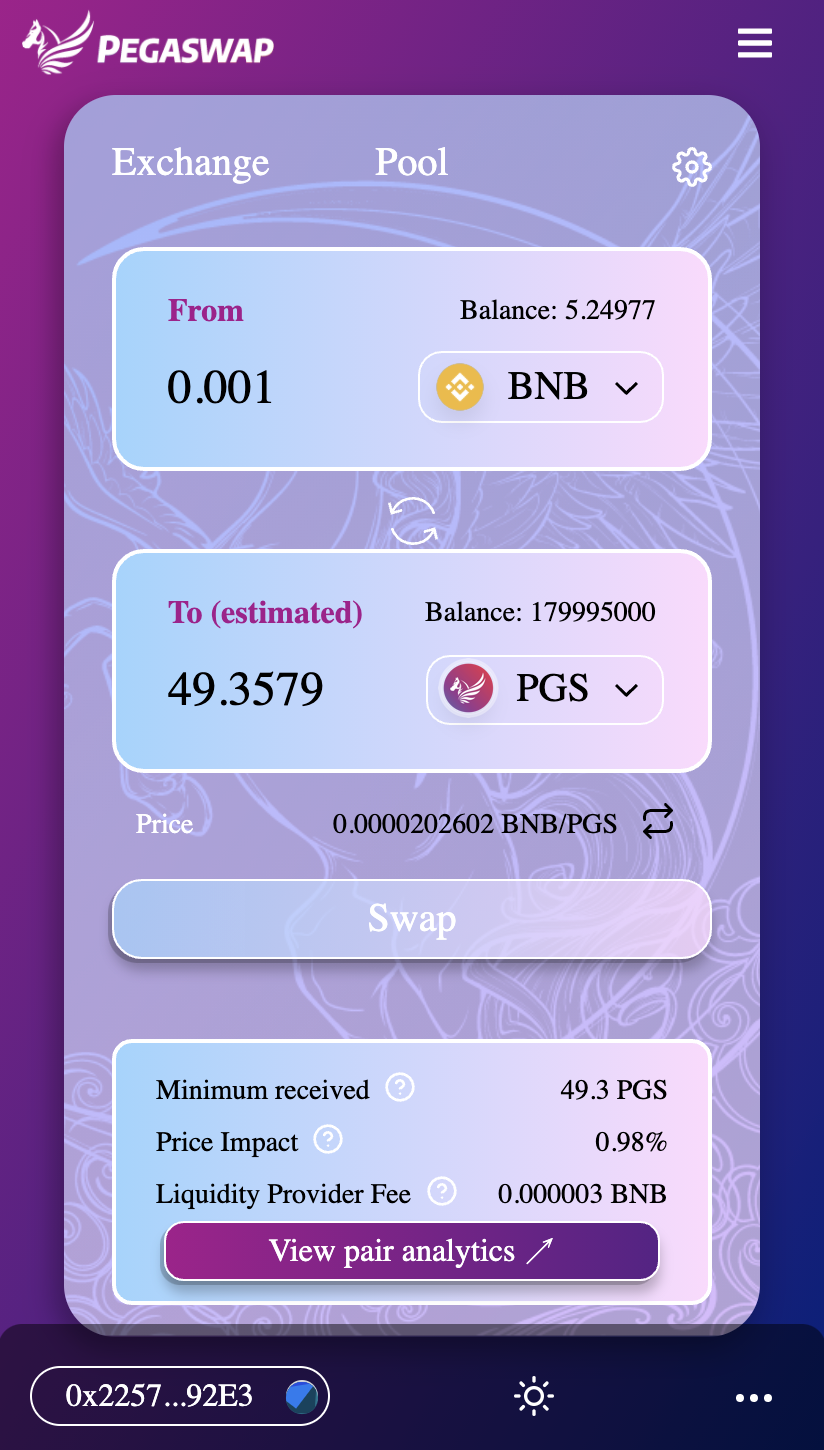 PEGASWAP
Exchange Pool
From Balance: 5.24977
0.001 BNB
To (estimated) Balance: 179995000
49.3579 PGS
Price 0.0000202602 BNB/PGS
Swap
Minimum received ? 49.3 PGS
Price Impact ? 0.98%
Liquidity Provider Fee ? 0.000003 BNB
View pair analytics
0x2257...92E3